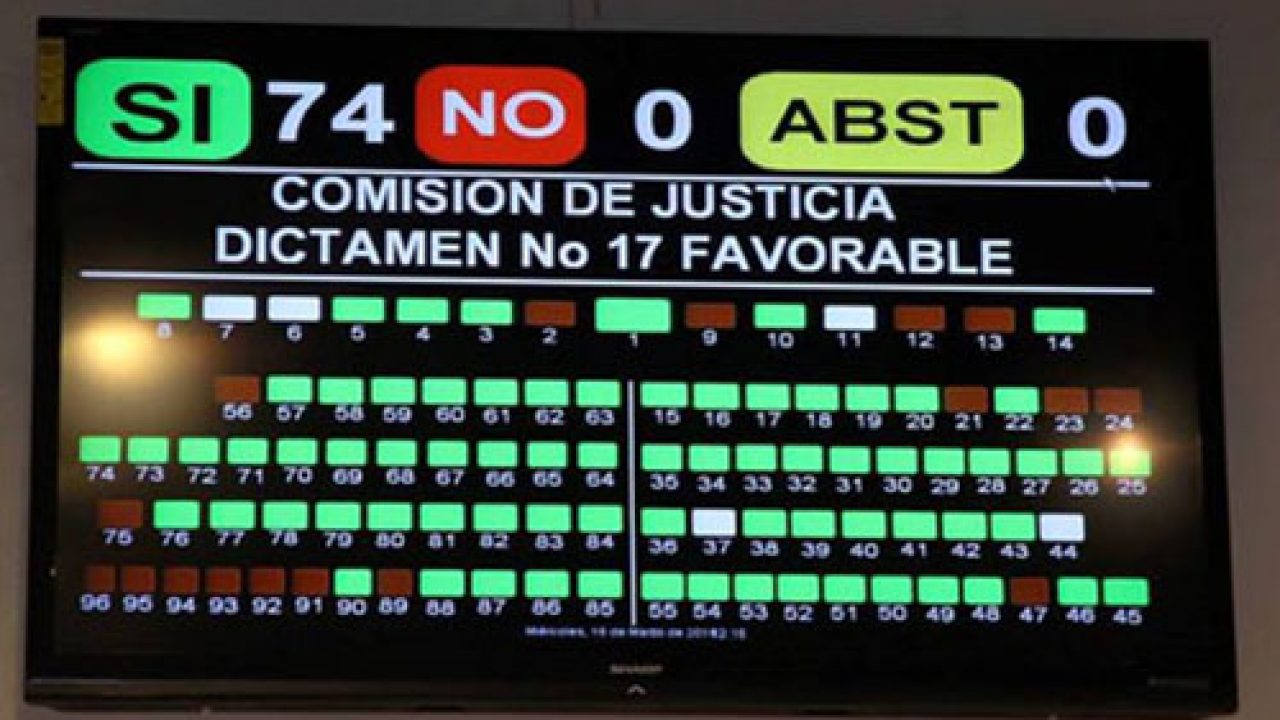 SI 74 NO 0 ABST 0
COMISION DE JUSTICIA
DICTAMEN No 17 FAVORABLE
8 7 6 5 4 3 2 1 9 10 11 12 13 14
56 57 58 59 60 61 62 63 15 16 17 18 19 20 21 22 23 24
74 73 72 71 70 69 68 67 66 65 64 35 34 33 32 31 30 29 28 27 26 25
75 76 77 78 79 80 81 82 83 84 36 37 38 39 40 41 42 43 44
96 95 94 93 92 91 90 89 88 87 86 85 55 54 53 52 51 50 49 48 47 46 45
Miércoles, de de
SHARP